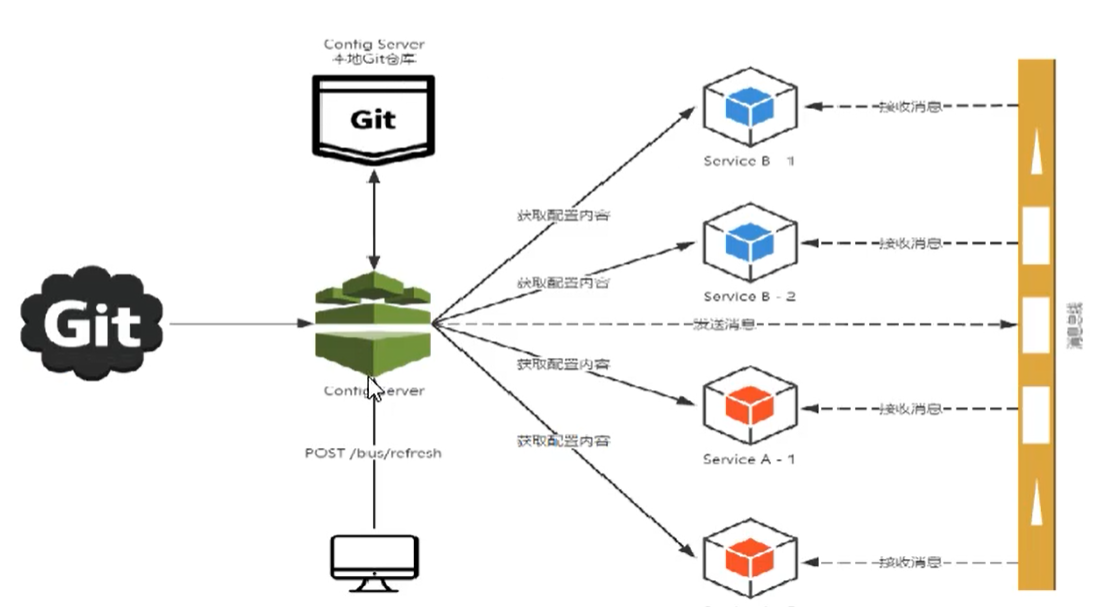 Config Server
本地Git仓库
Git
Service B - 1
接收消息
获取配置内容
Service B - 2
接收消息
获取配置内容
Git
发送消息
消息总线
Config Server
获取配置内容
Service A - 1
接收消息
获取配置内容
POST /bus/refresh
接收消息